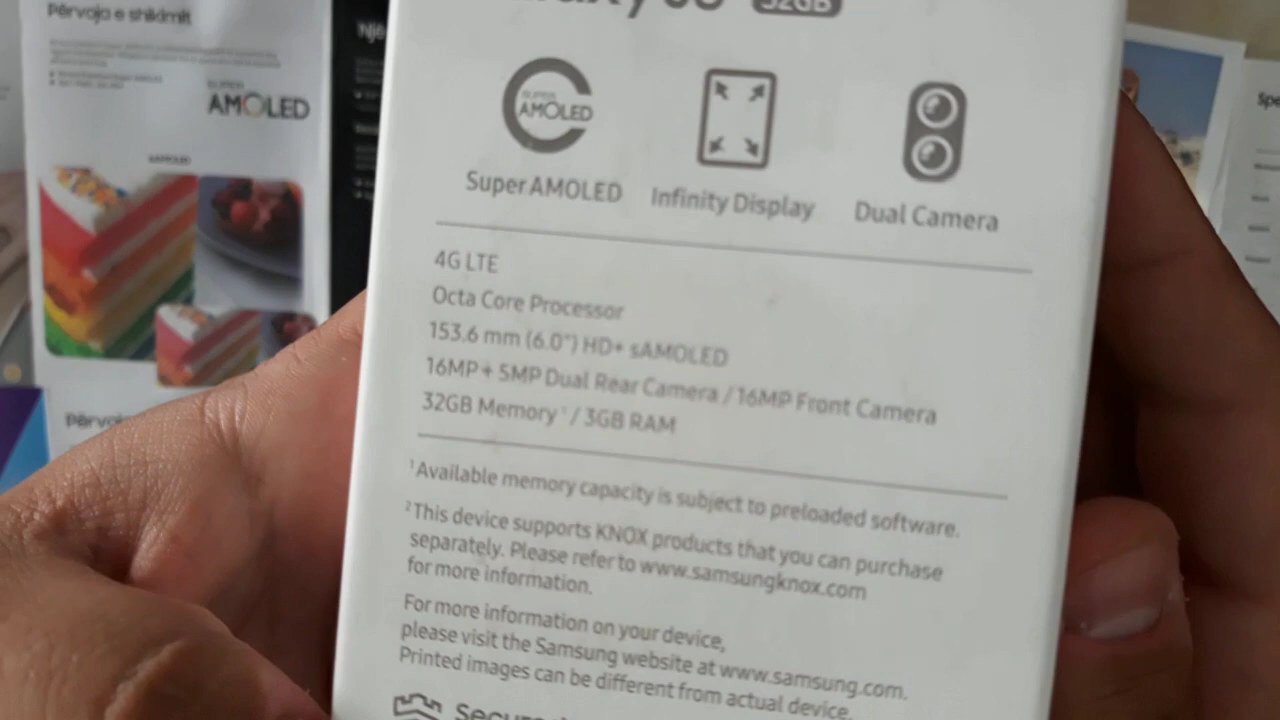 Përvoja e shikimit
Një
SUPER
AMOLED
32GB
SUPER
AMOLED
Super AMOLED
Infinity Display
Dual Camera
4G LTE
Octa Core Processor
153.6 mm (6.0") HD+ sAMOLED
16MP + 5MP Dual Rear Camera / 16MP Front Camera
32GB Memory¹ / 3GB RAM
¹Available memory capacity is subject to preloaded software.
²This device supports KNOX products that you can purchase
separately. Please refer to www.samsungknox.com
for more information.
For more information on your device,
please visit the Samsung website at www.samsung.com.
Printed images can be different from actual device.